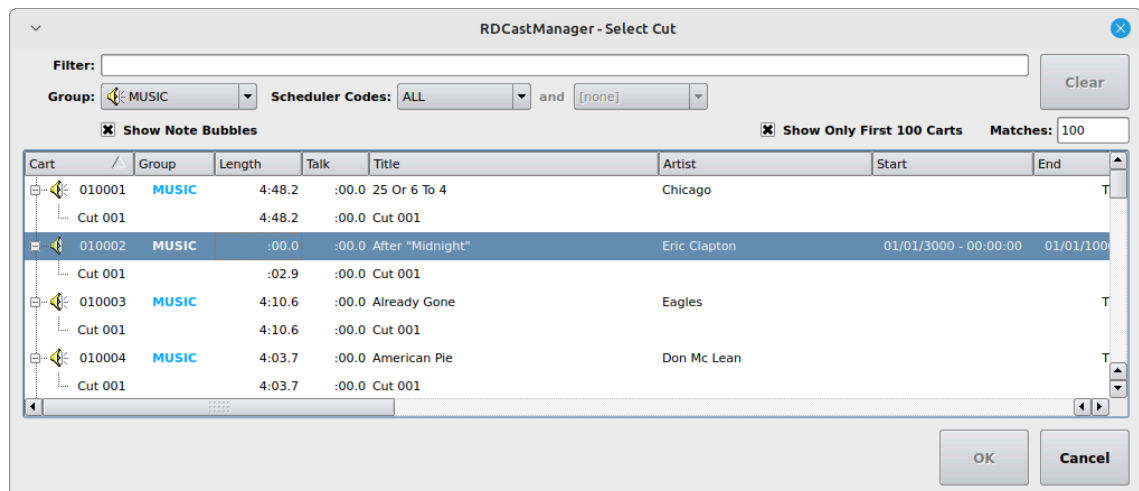 RDCastManager - Select Cut
Filter:
Clear
Group: MUSIC Scheduler Codes: ALL and [none]
Show Note Bubbles Show Only First 100 Carts Matches: 100
Cart Group Length Talk Title Artist Start End
010001 MUSIC 4:48.2 :00.0 25 Or 6 To 4 Chicago T
Cut 001 4:48.2 :00.0 Cut 001
010002 MUSIC :00.0 :00.0 After "Midnight" Eric Clapton 01/01/3000 - 00:00:00 01/01/100
Cut 001 :02.9 :00.0 Cut 001
010003 MUSIC 4:10.6 :00.0 Already Gone Eagles T
Cut 001 4:10.6 :00.0 Cut 001
010004 MUSIC 4:03.7 :00.0 American Pie Don Mc Lean T
Cut 001 4:03.7 :00.0 Cut 001
OK Cancel